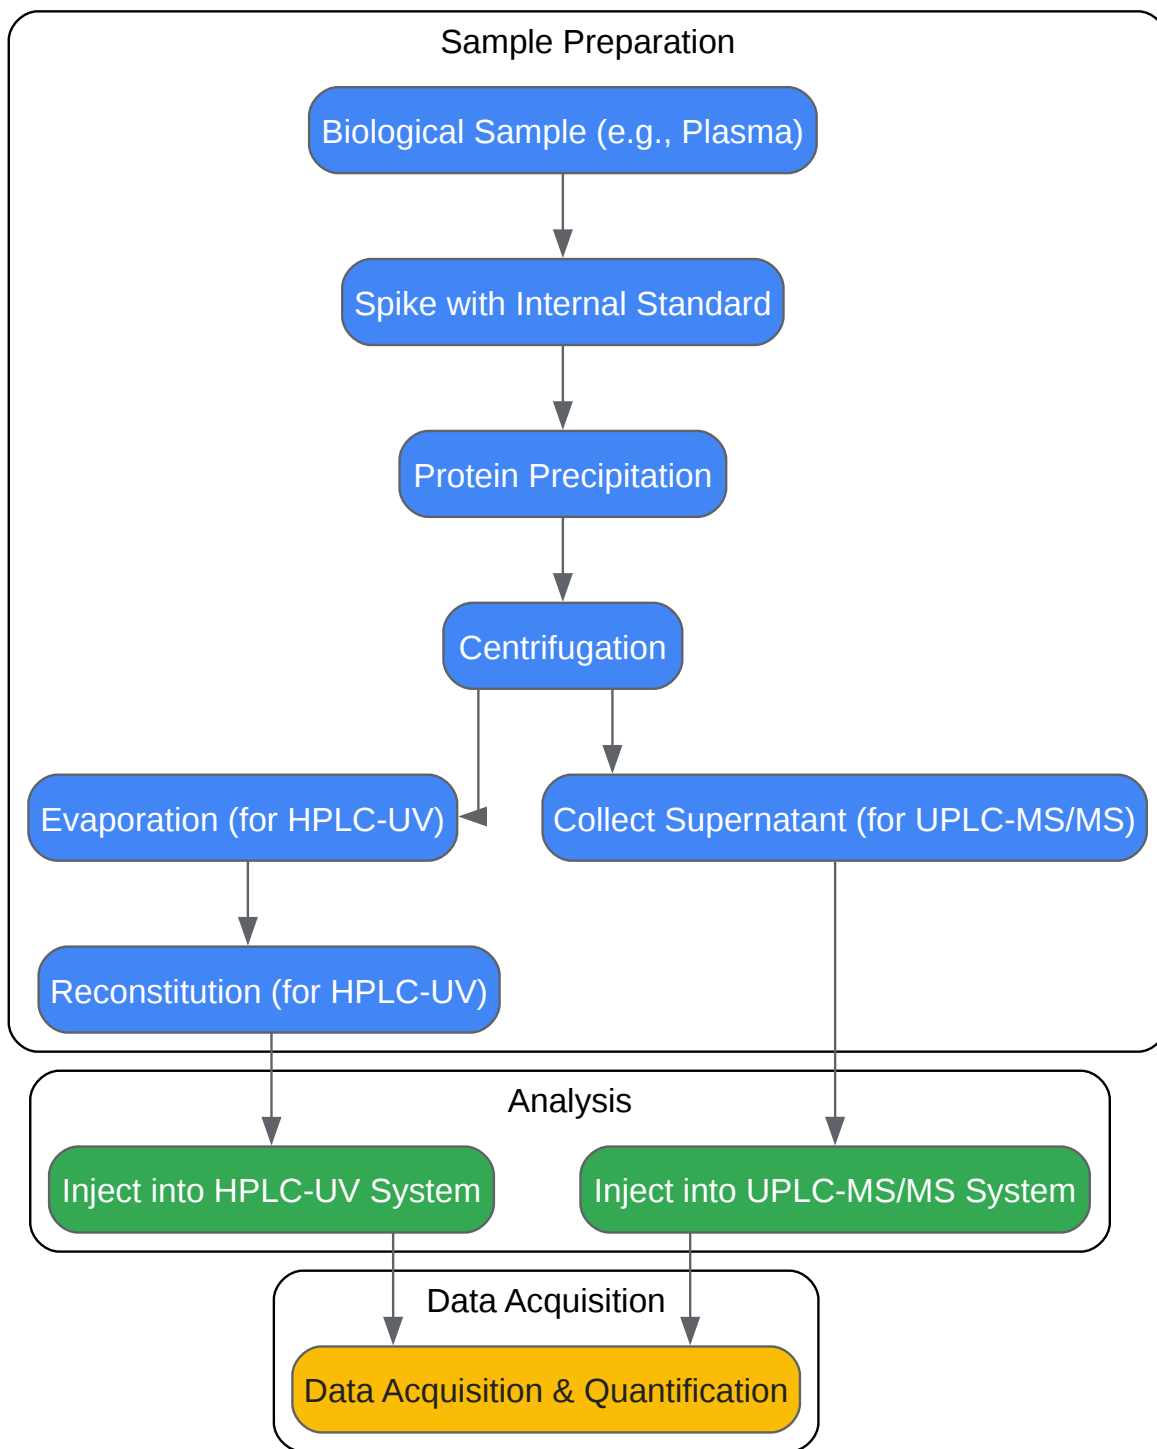 Sample Preparation
Biological Sample (e.g., Plasma)
Spike with Internal Standard
Protein Precipitation
Centrifugation
Evaporation (for HPLC-UV)
Collect Supernatant (for UPLC-MS/MS)
Reconstitution (for HPLC-UV)
Analysis
Inject into HPLC-UV System
Inject into UPLC-MS/MS System
Data Acquisition
Data Acquisition & Quantification